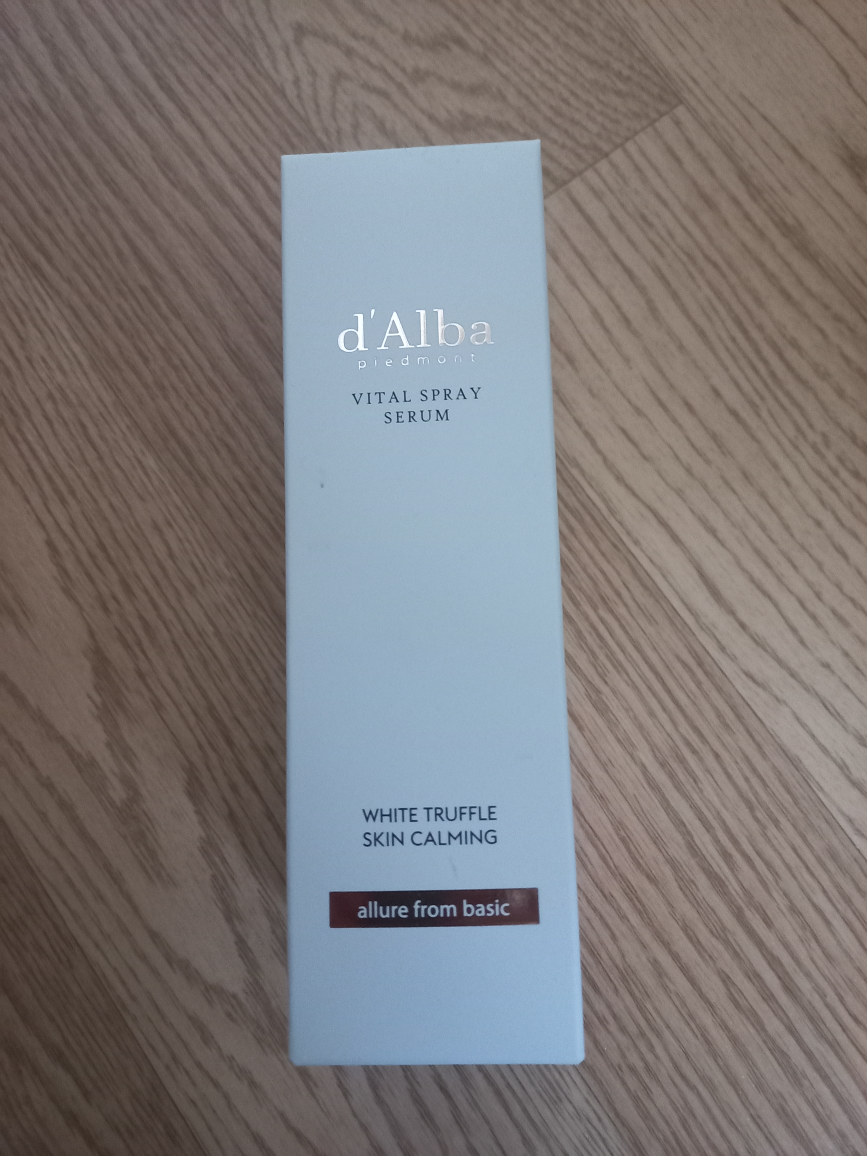 d'Alba
piedmont
VITAL SPRAY
SERUM
WHITE TRUFFLE
SKIN CALMING
allure from basic